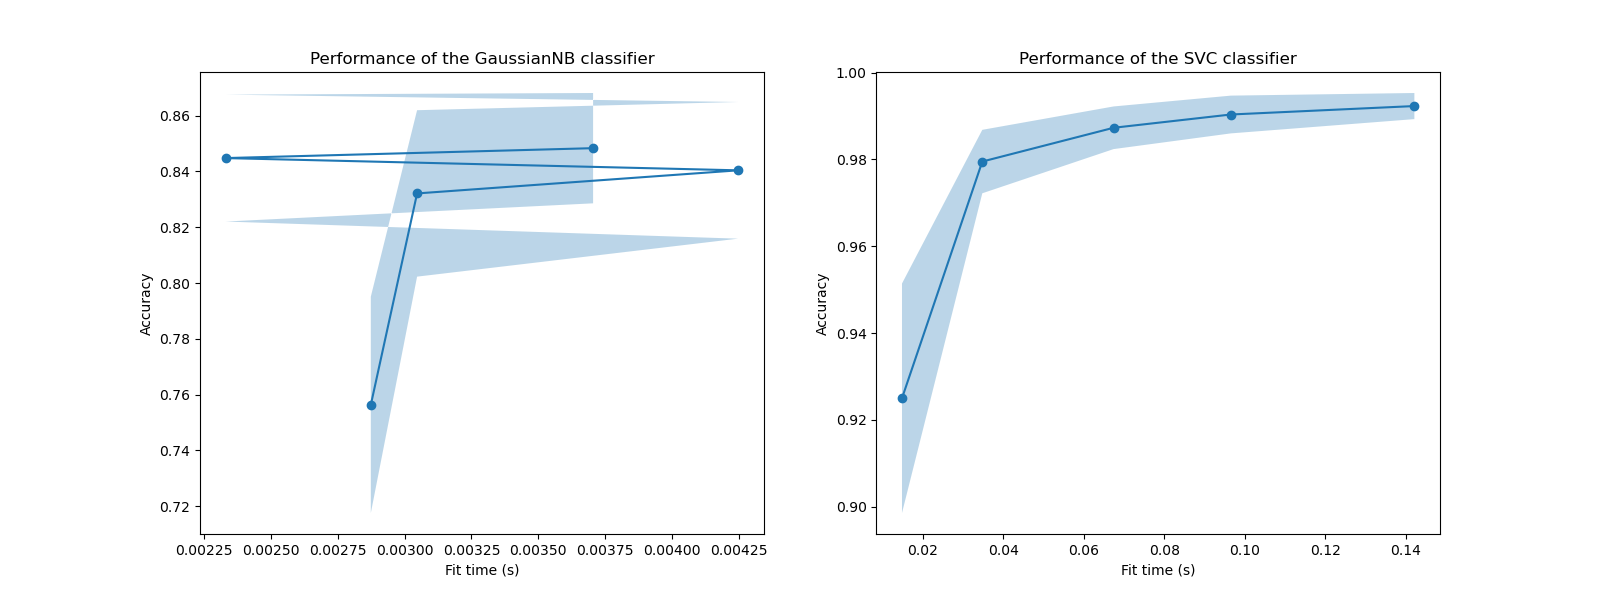 Performance of the GaussianNB classifier
Accuracy
0.86
0.84
0.82
0.80
0.78
0.76
0.74
0.72
0.00225 0.00250 0.00275 0.00300 0.00325 0.00350 0.00375 0.00400 0.00425
Fit time (s)
Performance of the SVC classifier
Accuracy
1.00
0.98
0.96
0.94
0.92
0.90
0.02 0.04 0.06 0.08 0.10 0.12 0.14
Fit time (s)